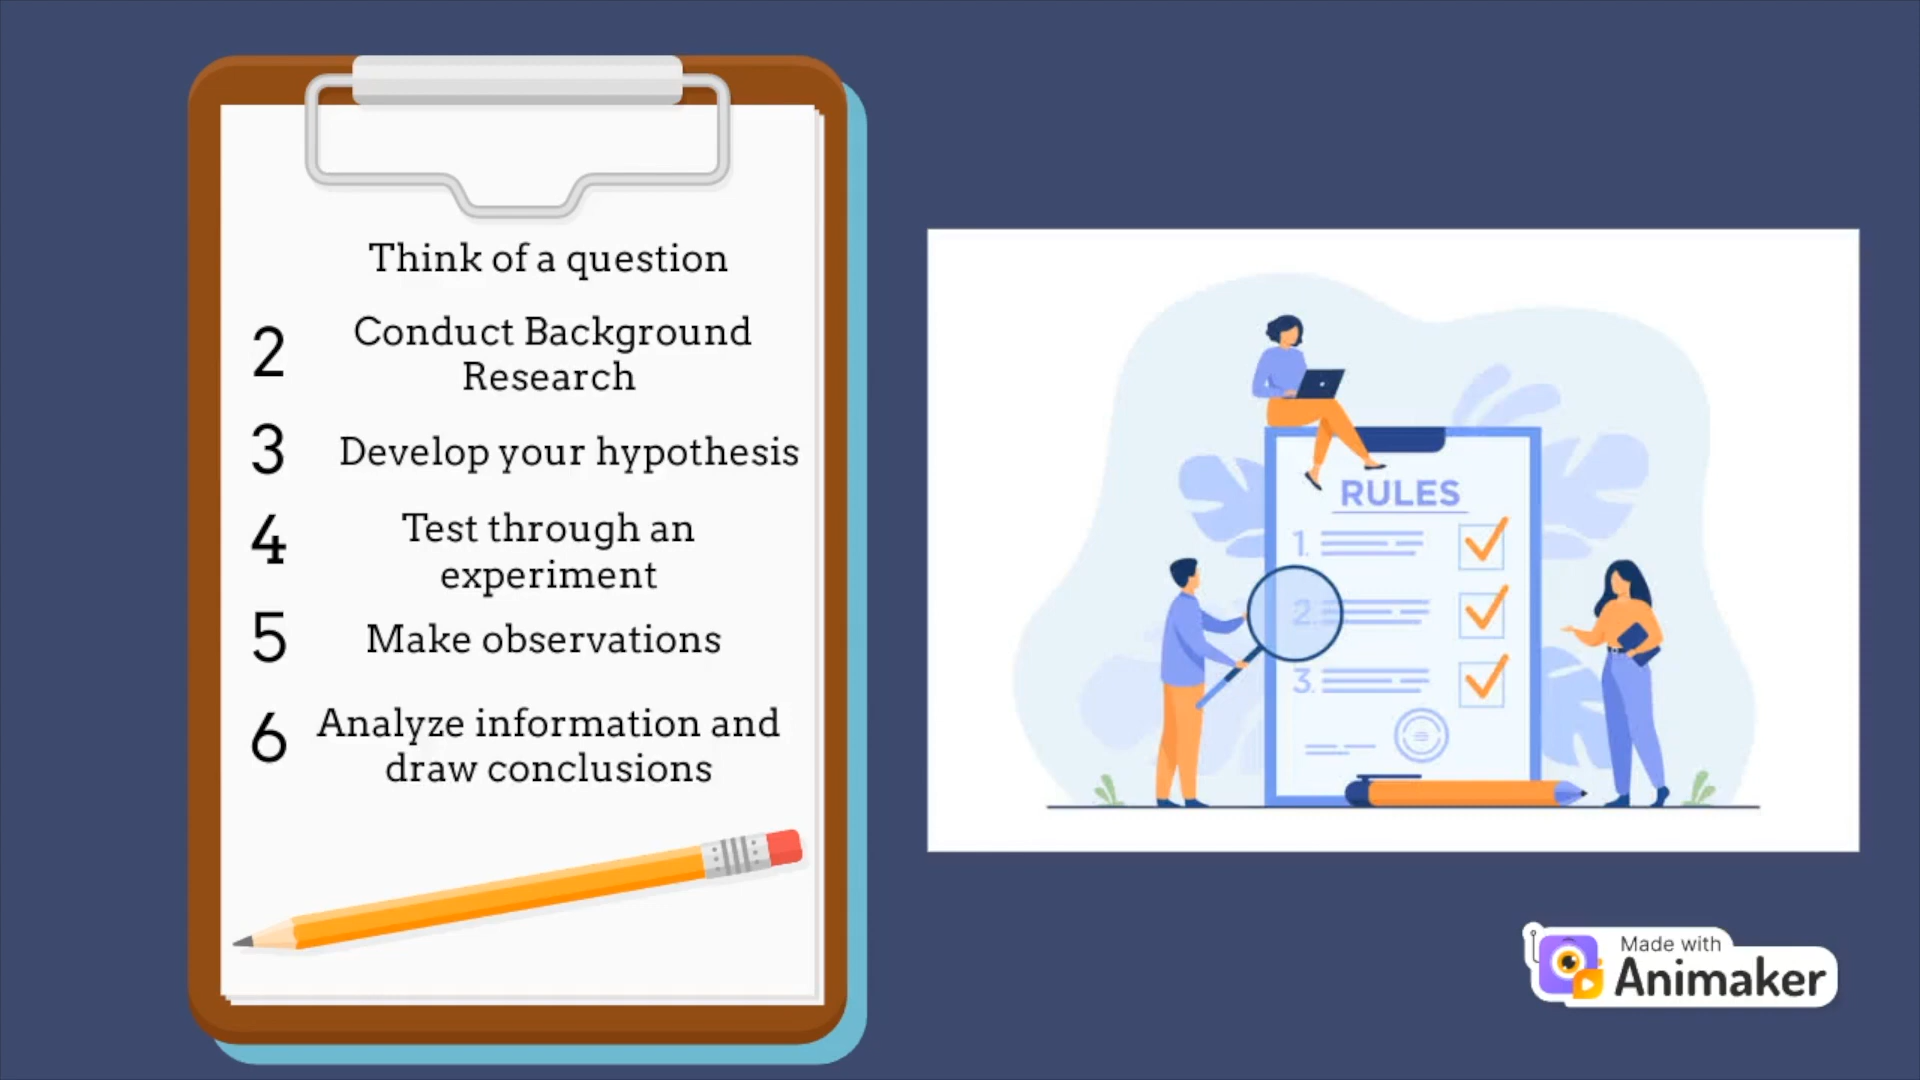 Think of a question
2 Conduct Background
Research
3 Develop your hypothesis
4 Test through an
experiment
5 Make observations
6 Analyze information and
draw conclusions
RULES
1.
2.
3.
Made with
Animaker